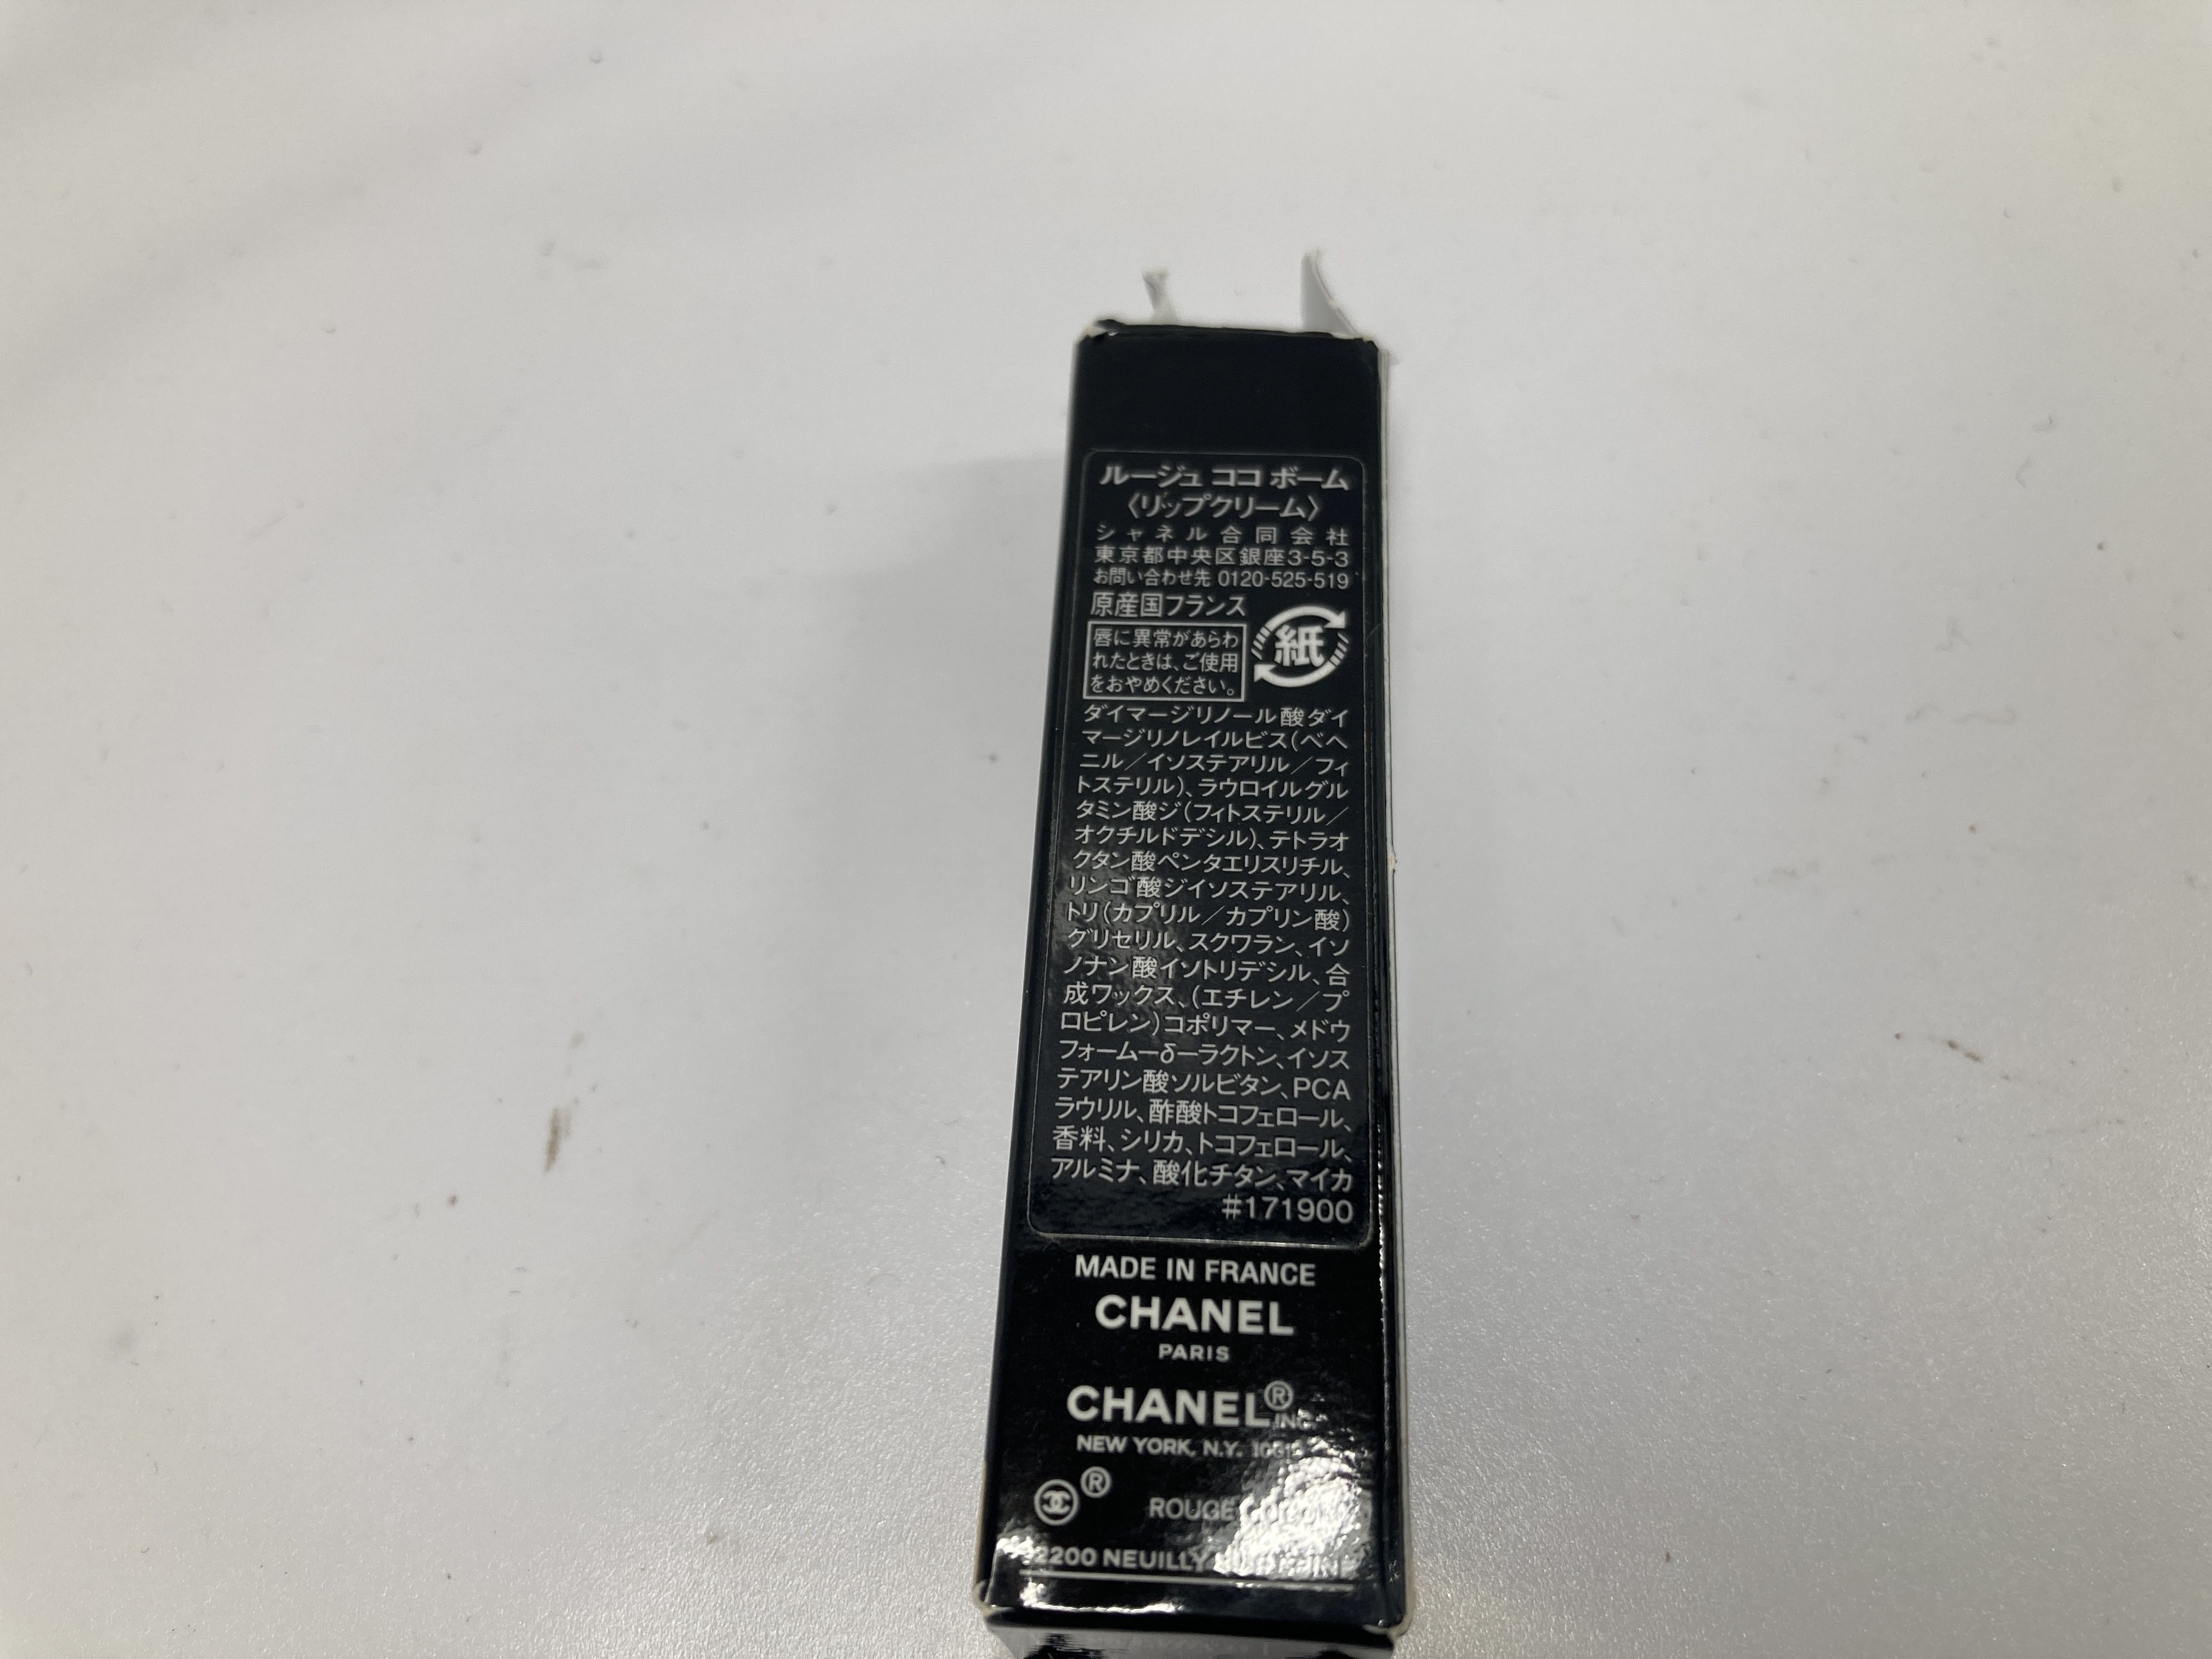 ルージュ ココ ボーム
〈リップクリーム〉
シャネル合同会社
東京都中央区銀座3-5-3
お問い合わせ先 0120-525-519
原産国フランス
紙
唇に異常があらわ
れたときは、ご使用
をおやめください。
ダイマージリノール酸ダイ
マージリノレイルビス(ベヘ
ニル/イソステアリル/フィ
トステリル)、ラウロイルグル
タミン酸ジ(フィトステリル/
オクチルドデシル)、テトラオ
クタン酸ペンタエリスリチル、
リンゴ酸ジイソステアリル、
トリ(カプリル/カプリン酸)
グリセリル、スクワラン、イソ
ノナン酸イソトリデシル、合
成ワックス、(エチレン/プ
ロピレン)コポリマー、メドウ
フォームーδーラクトン、イソス
テアリン酸ソルビタン、PCA
ラウリル、酢酸トコフェロール、
香料、シリカ、トコフェロール、
アルミナ、酸化チタン、マイカ
#171900
MADE IN FRANCE
CHANEL
PARIS
CHANEL® INC.
NEW YORK, N.Y.
® ROUGE
NEUILLY